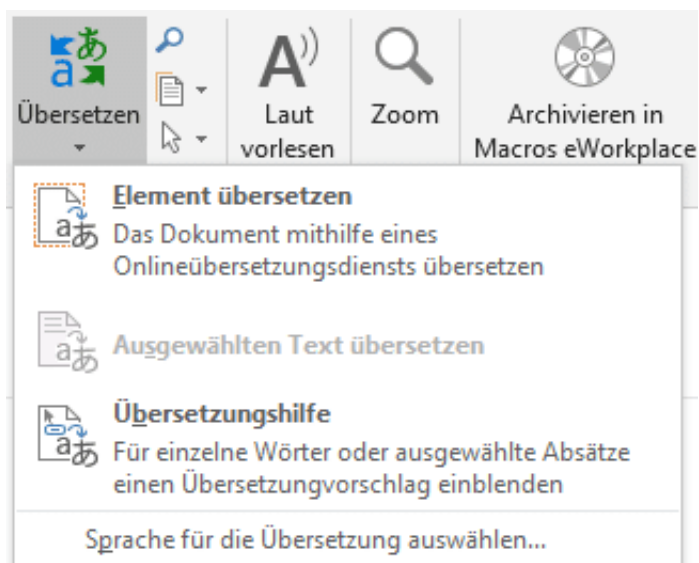 Übersetzen
Laut
vorlesen
Zoom
Archivieren in
Macros eWorkplace
Element übersetzen
Das Dokument mithilfe eines
Onlineübersetzungsdiensts übersetzen
Ausgewählten Text übersetzen
Übersetzungshilfe
Für einzelne Wörter oder ausgewählte Absätze
einen Übersetzungvorschlag einblenden
Sprache für die Übersetzung auswählen...